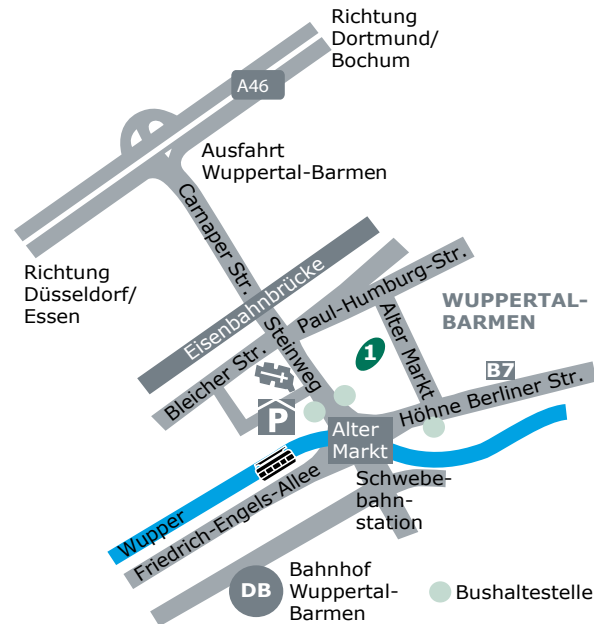 Richtung
Dortmund/
Bochum
A46
Ausfahrt
Wuppertal-Barmen
Carnaper Str.
Richtung
Düsseldorf/
Essen
Eisenbahnbrücke
Paul-Humburg-Str.
WUPPERTAL-
BARMEN
Steinweg
Alter Markt
Bleicher Str.
1
B7
Höhne Berliner Str.
P
Alter
Markt
Schwebe-
bahn-
station
Wupper
Friedrich-Engels-Allee
DB
Bahnhof
Wuppertal-
Barmen
Bushaltestelle